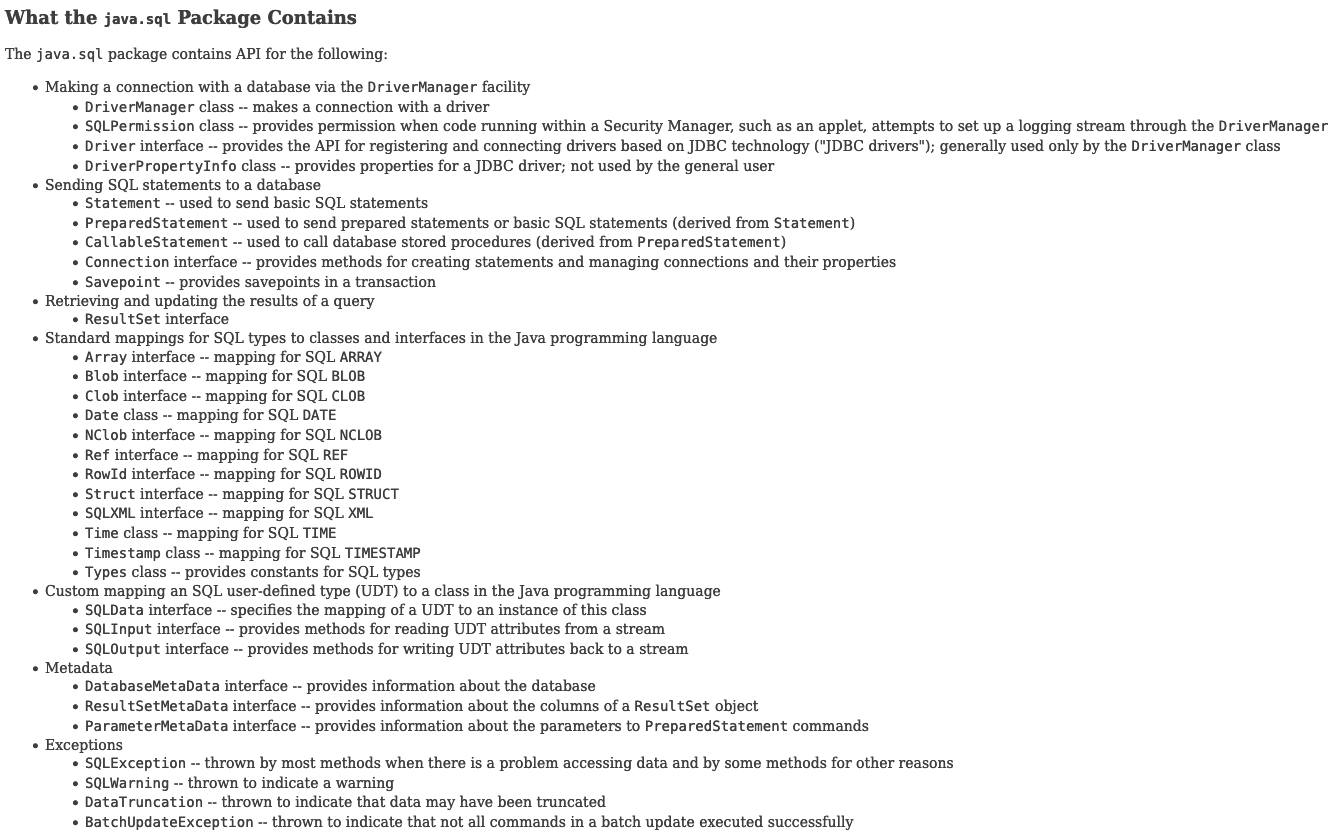 What the java.sql Package Contains
The java.sql package contains API for the following:
• Making a connection with a database via the DriverManager facility
• DriverManager class -- makes a connection with a driver
• SQLPermission class -- provides permission when code running within a Security Manager, such as an applet, attempts to set up a logging stream through the DriverManager
• Driver interface -- provides the API for registering and connecting drivers based on JDBC technology ("JDBC drivers"); generally used only by the DriverManager class
• DriverPropertyInfo class -- provides properties for a JDBC driver; not used by the general user
• Sending SQL statements to a database
• Statement -- used to send basic SQL statements
• PreparedStatement -- used to send prepared statements or basic SQL statements (derived from Statement)
• CallableStatement -- used to call database stored procedures (derived from PreparedStatement)
• Connection interface -- provides methods for creating statements and managing connections and their properties
• Savepoint -- provides savepoints in a transaction
• Retrieving and updating the results of a query
• ResultSet interface
• Standard mappings for SQL types to classes and interfaces in the Java programming language
• Array interface -- mapping for SQL ARRAY
• Blob interface -- mapping for SQL BLOB
• Clob interface -- mapping for SQL CLOB
• Date class -- mapping for SQL DATE
• NClob interface -- mapping for SQL NCLOB
• Ref interface -- mapping for SQL REF
• RowId interface -- mapping for SQL ROWID
• Struct interface -- mapping for SQL STRUCT
• SQLXML interface -- mapping for SQL XML
• Time class -- mapping for SQL TIME
• Timestamp class -- mapping for SQL TIMESTAMP
• Types class -- provides constants for SQL types
• Custom mapping an SQL user-defined type (UDT) to a class in the Java programming language
• SQLData interface -- specifies the mapping of a UDT to an instance of this class
• SQLInput interface -- provides methods for reading UDT attributes from a stream
• SQLOutput interface -- provides methods for writing UDT attributes back to a stream
• Metadata
• DatabaseMetaData interface -- provides information about the database
• ResultSetMetaData interface -- provides information about the columns of a ResultSet object
• ParameterMetaData interface -- provides information about the parameters to PreparedStatement commands
• Exceptions
• SQLException -- thrown by most methods when there is a problem accessing data and by some methods for other reasons
• SQLWarning -- thrown to indicate a warning
• DataTruncation -- thrown to indicate that data may have been truncated
• BatchUpdateException -- thrown to indicate that not all commands in a batch update executed successfully